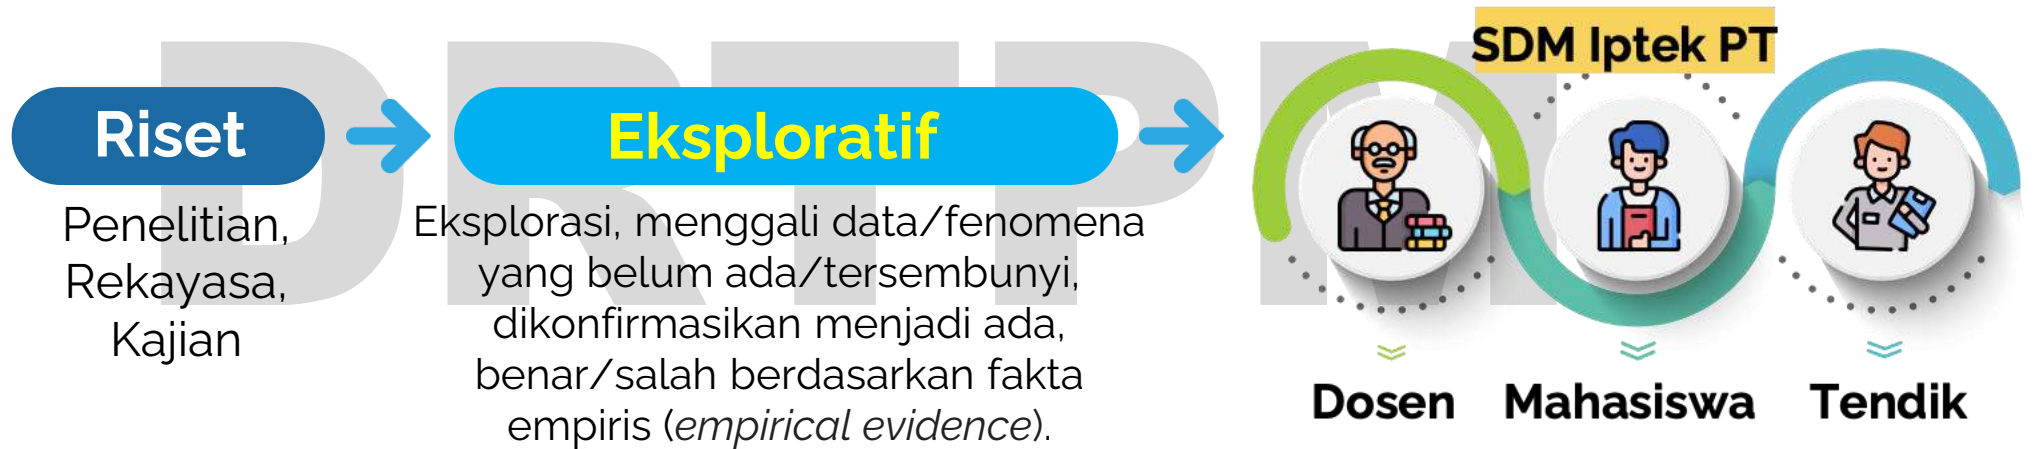 DRTPM
Riset
Penelitian,
Rekayasa,
Kajian
Eksploratif
Eksplorasi, menggali data/fenomena
yang belum ada/tersembunyi,
dikonfirmasikan menjadi ada,
benar/salah berdasarkan fakta
empiris (empirical evidence).
SDM Iptek PT
Dosen
Mahasiswa
Tendik